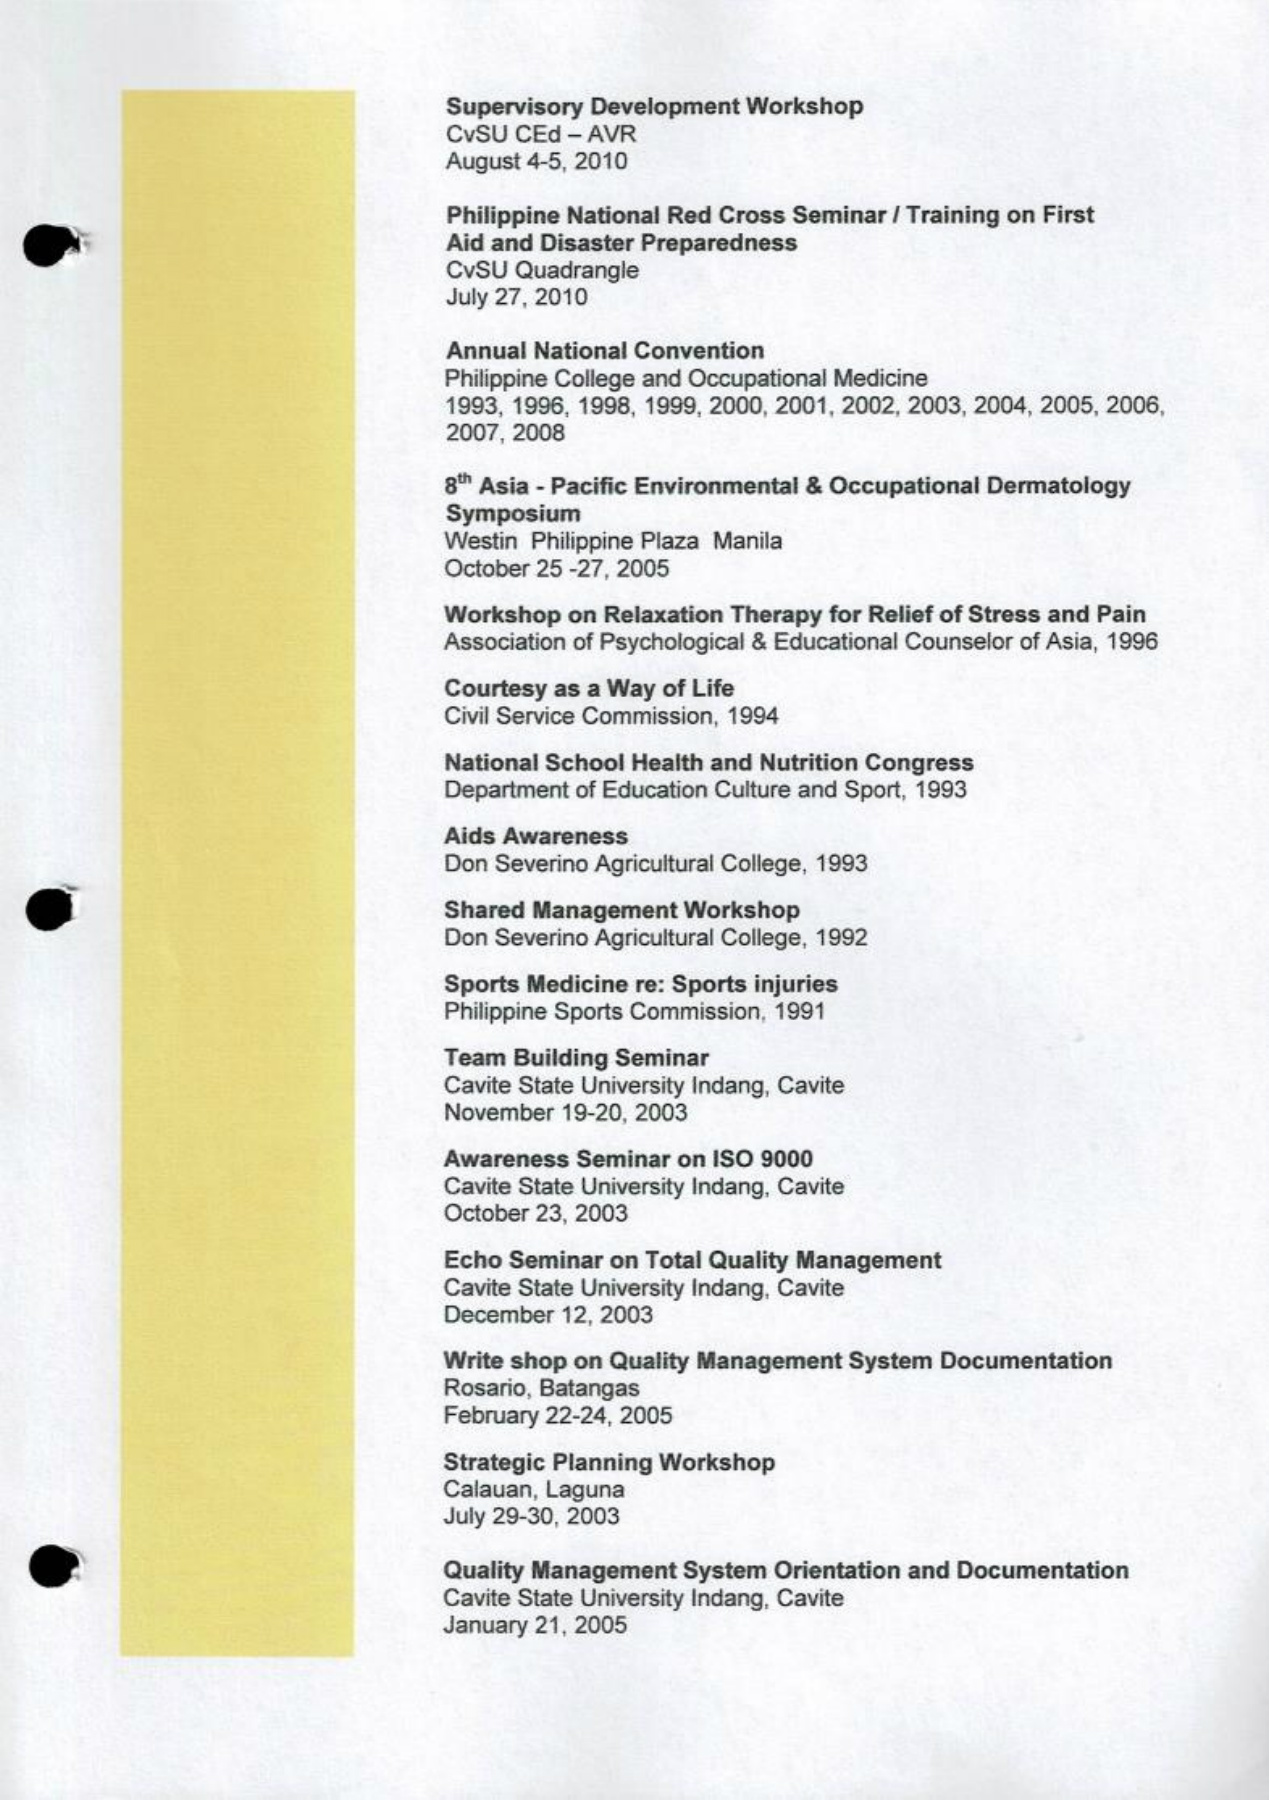 Supervisory Development Workshop
CvSU CEd – AVR
August 4-5, 2010
Philippine National Red Cross Seminar / Training on First
Aid and Disaster Preparedness
CvSU Quadrangle
July 27, 2010
Annual National Convention
Philippine College and Occupational Medicine
1993, 1996, 1998, 1999, 2000, 2001, 2002, 2003, 2004, 2005, 2006,
2007, 2008
8th Asia - Pacific Environmental & Occupational Dermatology
Symposium
Westin Philippine Plaza Manila
October 25 -27, 2005
Workshop on Relaxation Therapy for Relief of Stress and Pain
Association of Psychological & Educational Counselor of Asia, 1996
Courtesy as a Way of Life
Civil Service Commission, 1994
National School Health and Nutrition Congress
Department of Education Culture and Sport, 1993
Aids Awareness
Don Severino Agricultural College, 1993
Shared Management Workshop
Don Severino Agricultural College, 1992
Sports Medicine re: Sports injuries
Philippine Sports Commission, 1991
Team Building Seminar
Cavite State University Indang, Cavite
November 19-20, 2003
Awareness Seminar on ISO 9000
Cavite State University Indang, Cavite
October 23, 2003
Echo Seminar on Total Quality Management
Cavite State University Indang, Cavite
December 12, 2003
Write shop on Quality Management System Documentation
Rosario, Batangas
February 22-24, 2005
Strategic Planning Workshop
Calauan, Laguna
July 29-30, 2003
Quality Management System Orientation and Documentation
Cavite State University Indang, Cavite
January 21, 2005